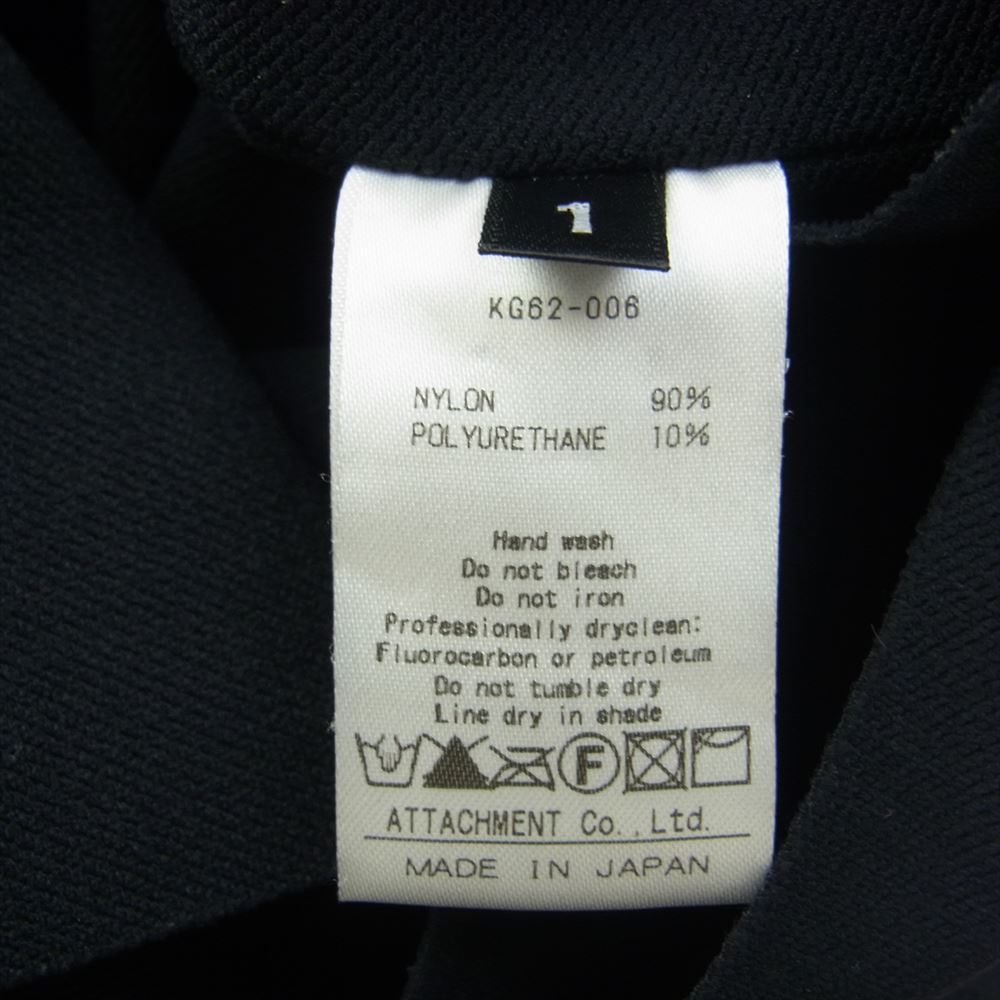 1
KG62-006
NYLON 90%
POLYURETHANE 10%
Hand wash
Do not bleach
Do not iron
Professionally dryclean:
Fluorocarbon or petroleum
Do not tumble dry
Line dry in shade
F
ATTACHMENT Co.,Ltd.
MADE IN JAPAN